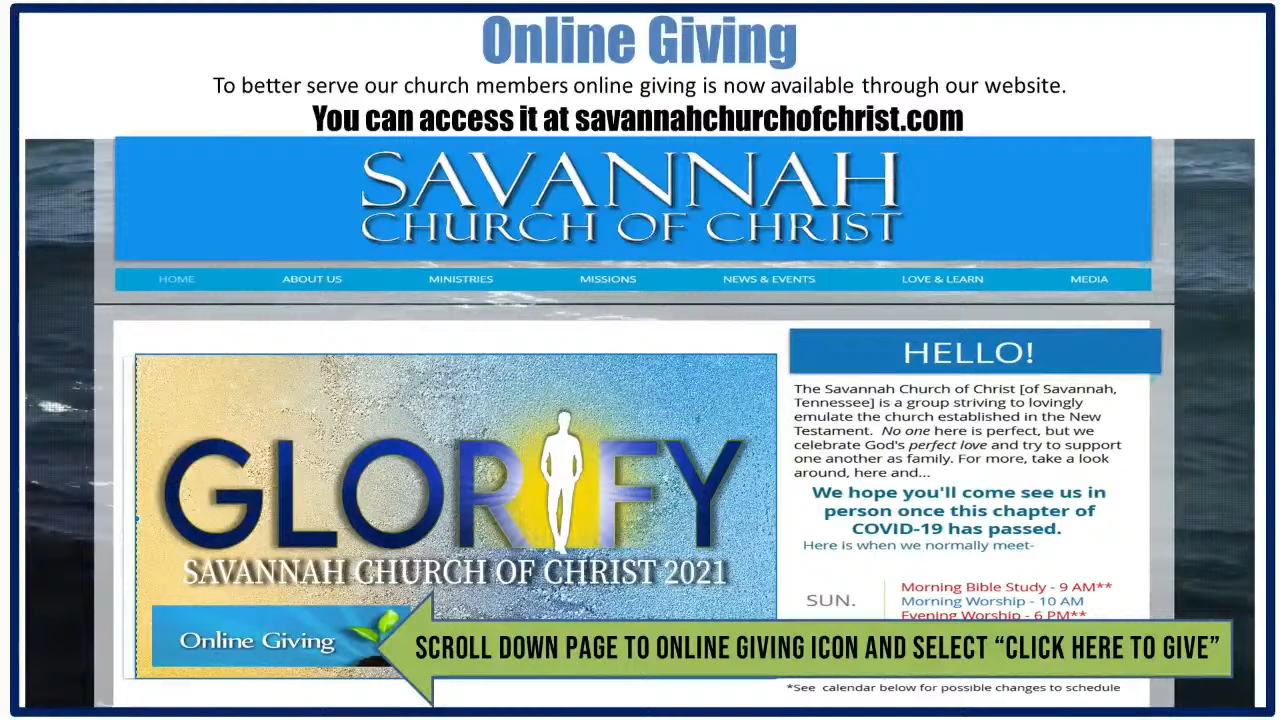 Online Giving
To better serve our church members online giving is now available through our website.
You can access it at savannahchurchofchrist.com
SAVANNAH
CHURCH OF CHRIST
HOME ABOUT US MINISTRIES MISSIONS NEWS & EVENTS LOVE & LEARN MEDIA
HELLO!
The Savannah Church of Christ [of Savannah,
Tennessee] is a group striving to lovingly
emulate the church established in the New
Testament. No one here is perfect, but we
celebrate God's perfect love and try to support
one another as family. For more, take a look
around, here and...
We hope you'll come see us in
person once this chapter of
COVID-19 has passed.
Here is when we normally meet-
SUN.
Morning Bible Study - 9 AM**
Morning Worship - 10 AM
Evening Worship - 6 PM**
GLORIFY
SAVANNAH CHURCH OF CHRIST 2021
Online Giving
SCROLL DOWN PAGE TO ONLINE GIVING ICON AND SELECT “CLICK HERE TO GIVE”
*See calendar below for possible changes to schedule